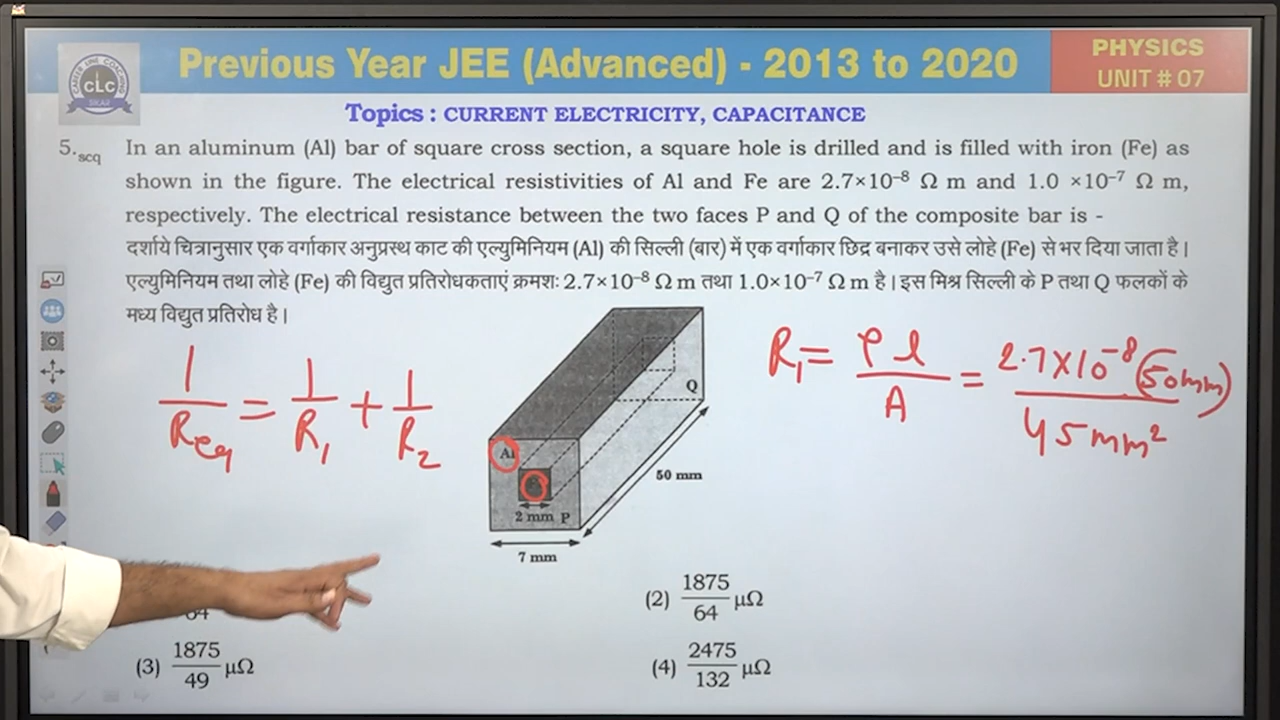 Previous Year JEE (Advanced) - 2013 to 2020
PHYSICS
UNIT # 07
CAREER LINE COACHING
CLC
SIKAR
Topics : CURRENT ELECTRICITY, CAPACITANCE
5.scq In an aluminum (Al) bar of square cross section, a square hole is drilled and is filled with iron (Fe) as
shown in the figure. The electrical resistivities of Al and Fe are 2.7×10⁻⁸ Ω m and 1.0 ×10⁻⁷ Ω m,
respectively. The electrical resistance between the two faces P and Q of the composite bar is -
दर्शाये चित्रानुसार एक वर्गाकार अनुप्रस्थ काट की एल्युमिनियम (Al) की सिल्ली (बार) में एक वर्गाकार छिद्र बनाकर उसे लोहे (Fe) से भर दिया जाता है।
एल्युमिनियम तथा लोहे (Fe) की विद्युत प्रतिरोधकताएं क्रमशः 2.7×10⁻⁸ Ω m तथा 1.0×10⁻⁷ Ω m है। इस मिश्र सिल्ली के P तथा Q फलकों के
मध्य विद्युत प्रतिरोध है।
1/Req = 1/R₁ + 1/R₂
R₁ = ρl/A = 2.7×10⁻⁸(50mm)/45mm²
Q
Al
50 mm
2 mm P
7 mm
64
(2) 1875/64 μΩ
(3) 1875/49 μΩ
(4) 2475/132 μΩ